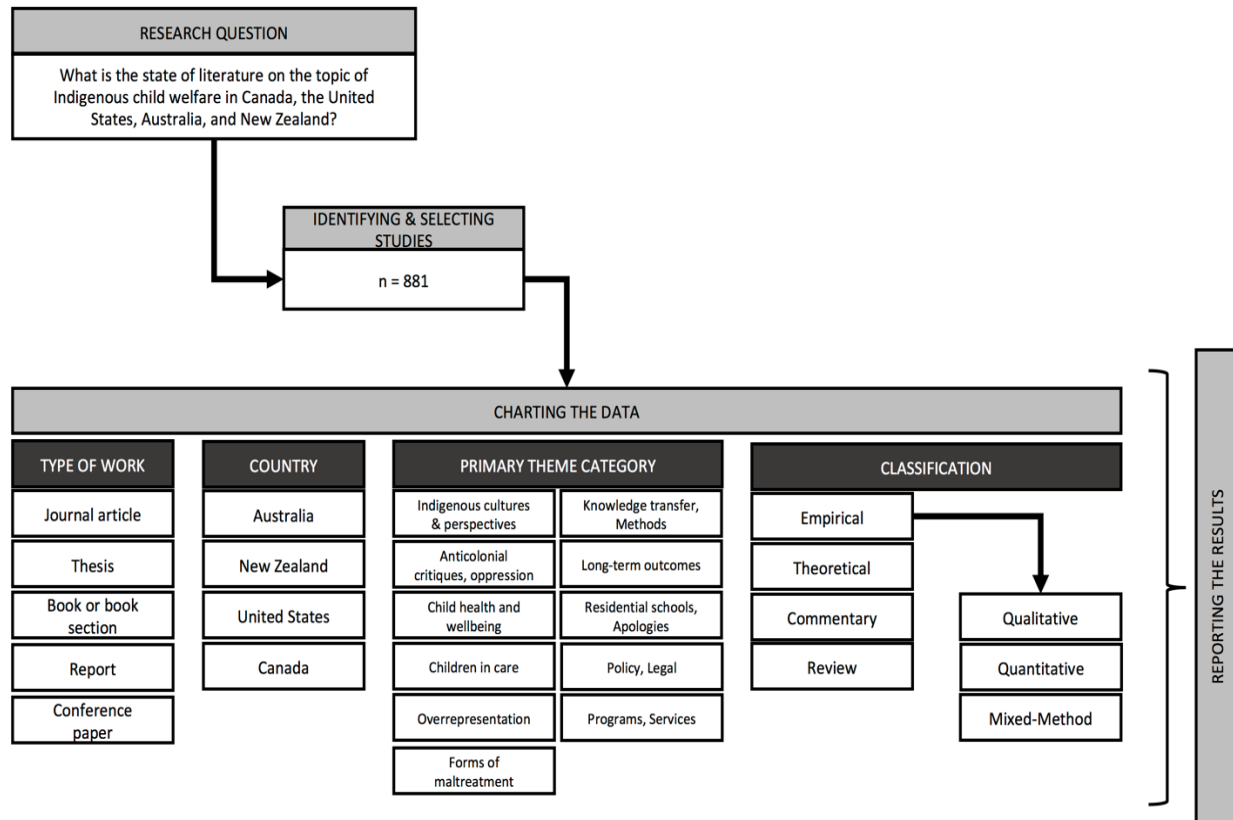 RESEARCH QUESTION
What is the state of literature on the topic of
Indigenous child welfare in Canada, the United
States, Australia, and New Zealand?
IDENTIFYING & SELECTING
STUDIES
n = 881
CHARTING THE DATA
TYPE OF WORK
Journal article
Thesis
Book or book
section
Report
Conference
paper
COUNTRY
Australia
New Zealand
United States
Canada
PRIMARY THEME CATEGORY
Indigenous cultures
& perspectives
Anticolonial
critiques, oppression
Child health and
wellbeing
Children in care
Overrepresentation
Forms of
maltreatment
Knowledge transfer,
Methods
Long-term outcomes
Residential schools,
Apologies
Policy, Legal
Programs, Services
CLASSIFICATION
Empirical
Theoretical
Commentary
Review
Qualitative
Quantitative
Mixed-Method
REPORTING THE RESULTS